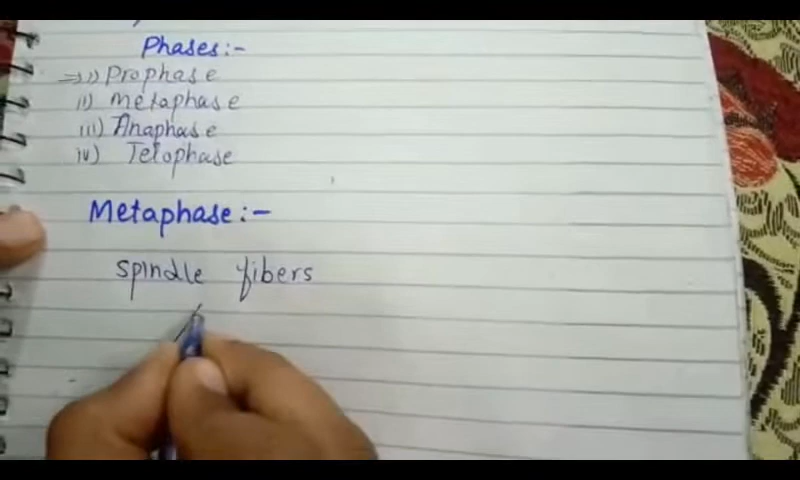 Phases:-
⇒ i) Prophase
ii) Metaphase
iii) Anaphase
iv) Telophase
Metaphase:-
spindle fibers